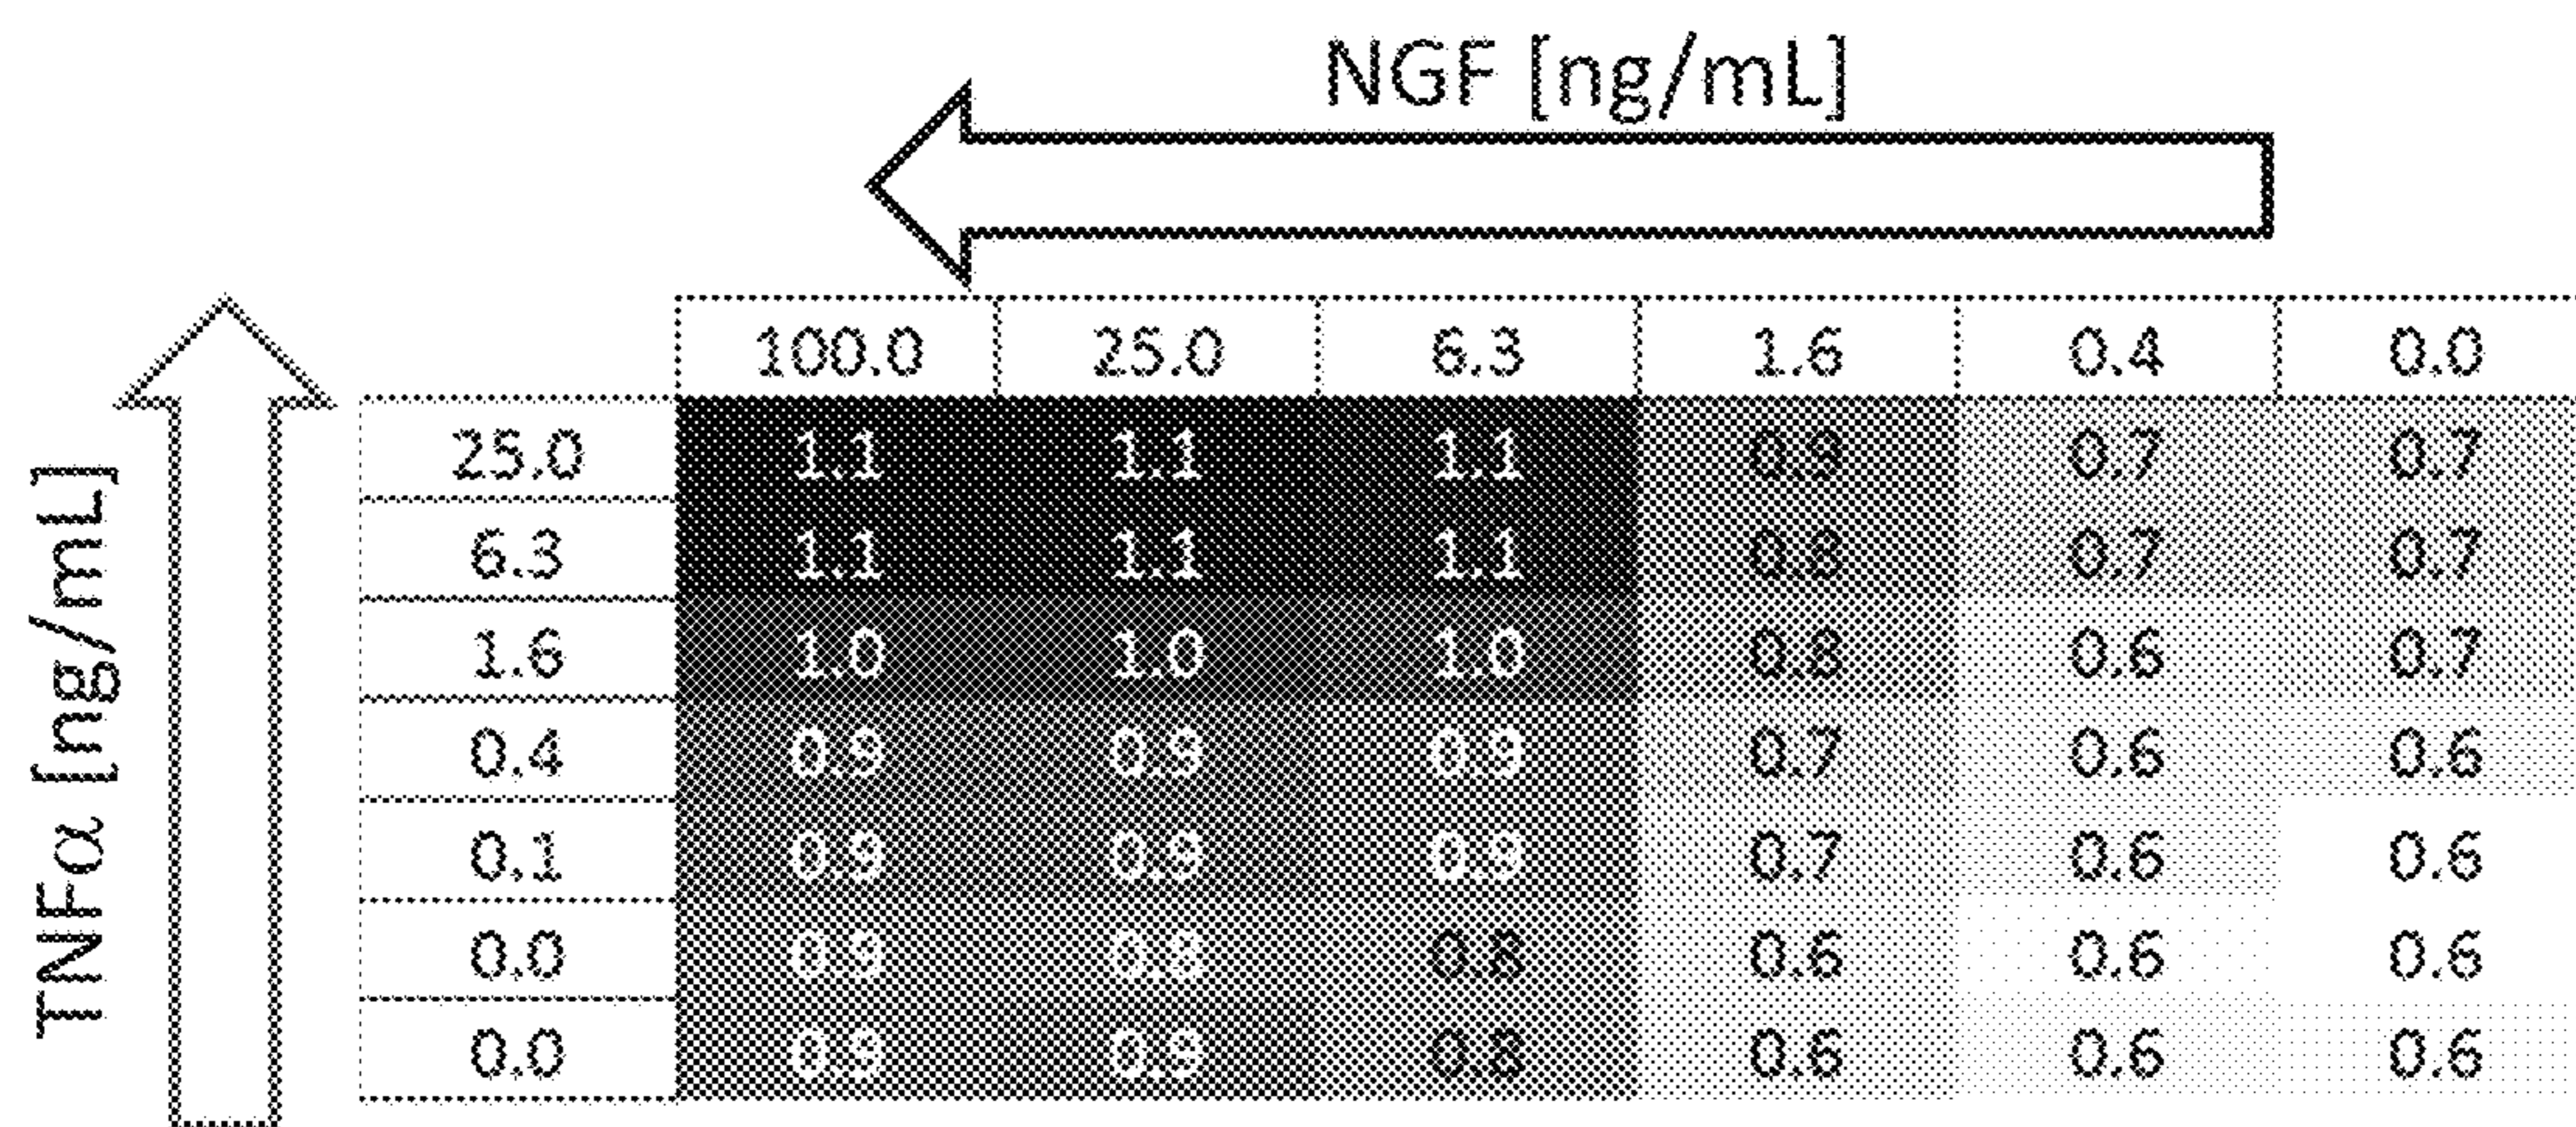 NGF [ng/mL]
TNFα [ng/mL]
100.0 25.0 6.3 1.6 0.4 0.0
25.0 1.1 1.1 1.1 0.9 0.7 0.7
6.3 1.1 1.1 1.1 0.8 0.7 0.7
1.6 1.0 1.0 1.0 0.8 0.6 0.7
0.4 0.9 0.9 0.9 0.7 0.6 0.6
0.1 0.9 0.9 0.9 0.7 0.6 0.6
0.0 0.9 0.9 0.8 0.6 0.6 0.6
0.0 0.9 0.9 0.8 0.6 0.6 0.6